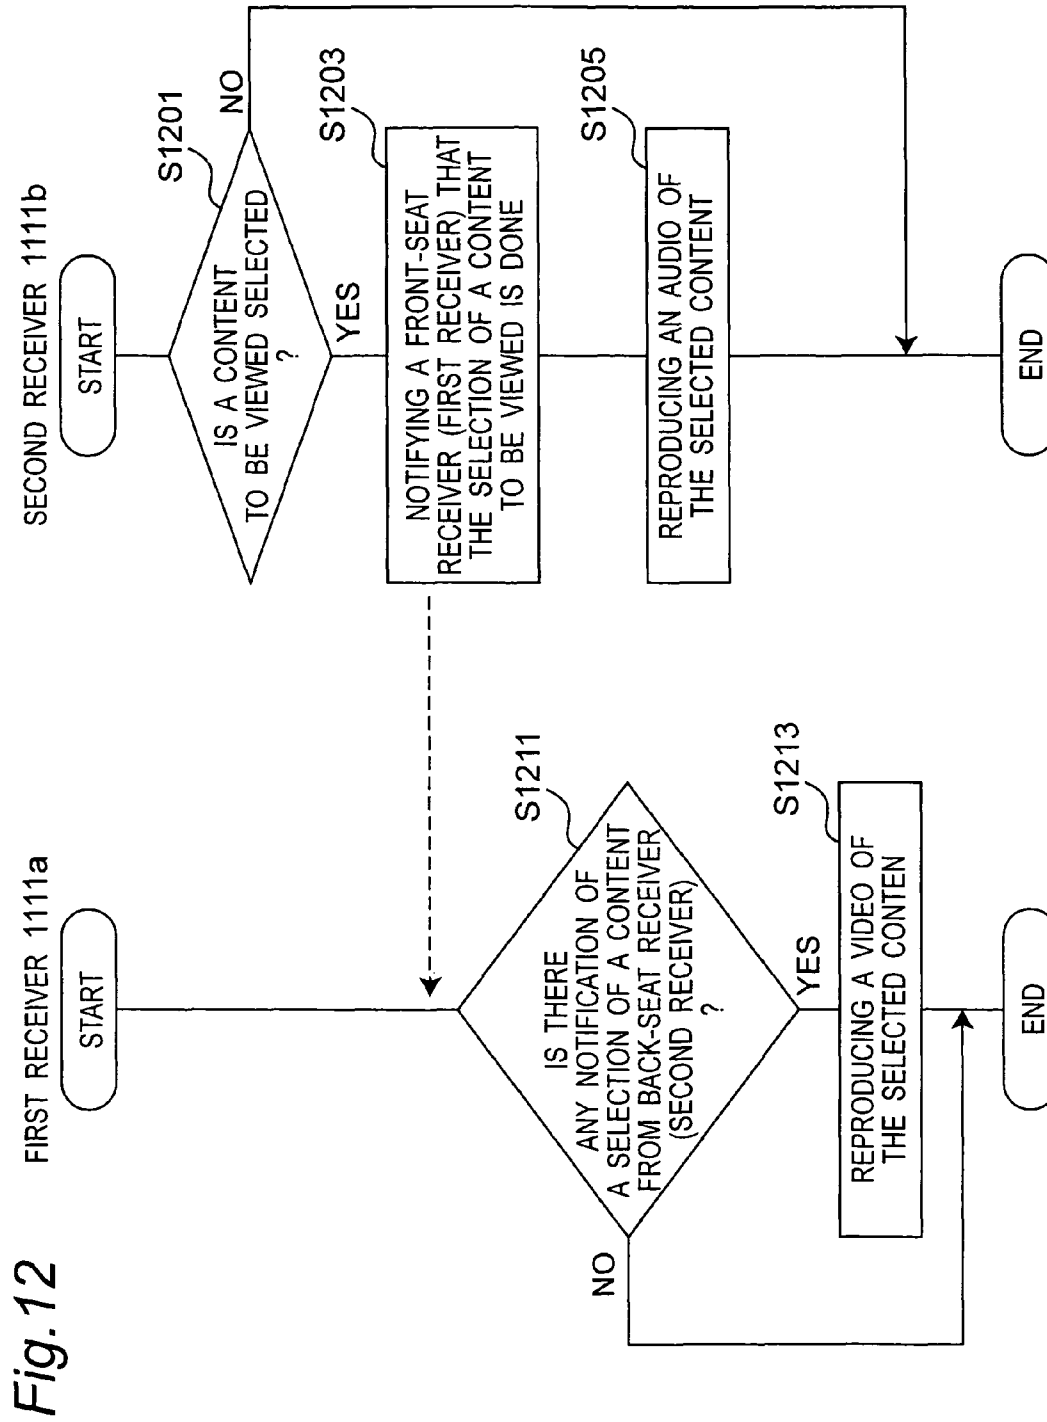 Fig.12
FIRST RECEIVER 1111a
START
IS THERE
ANY NOTIFICATION OF
A SELECTION OF A CONTENT
FROM BACK-SEAT RECEIVER
(SECOND RECEIVER)
?
S1211
NO
YES
REPRODUCING A VIDEO OF
THE SELECTED CONTEN
S1213
END
SECOND RECEIVER 1111b
START
IS A CONTENT
TO BE VIEWED SELECTED
?
S1201
NO
YES
NOTIFYING A FRONT-SEAT
RECEIVER (FIRST RECEIVER) THAT
THE SELECTION OF A CONTENT
TO BE VIEWED IS DONE
S1203
REPRODUCING AN AUDIO OF
THE SELECTED CONTENT
S1205
END